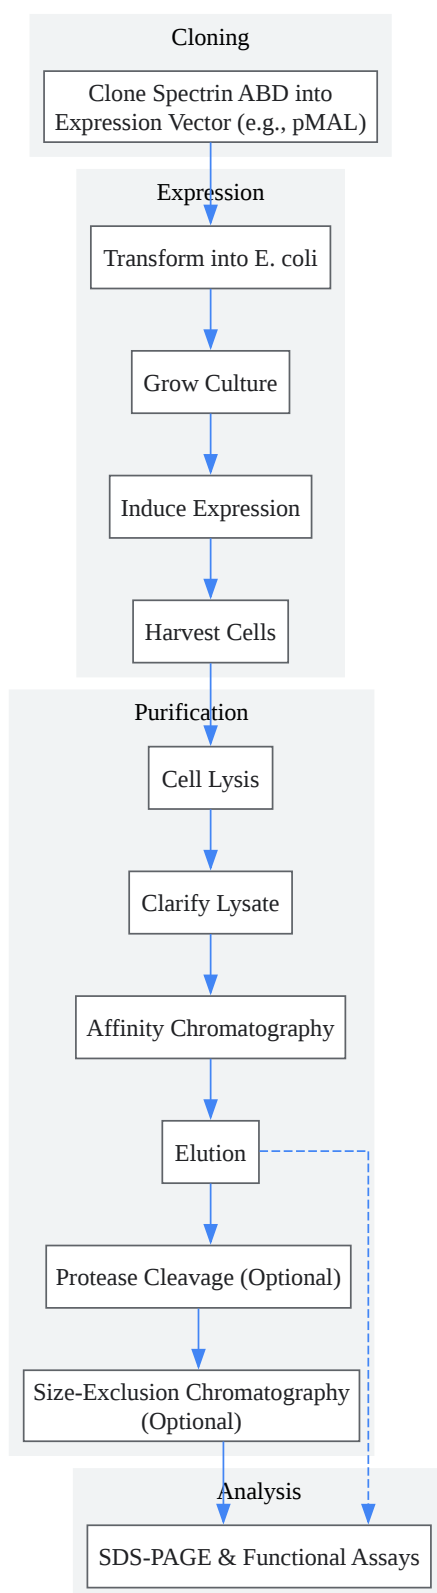 Cloning
Clone Spectrin ABD into
Expression Vector (e.g., pMAL)
Expression
Transform into E. coli
Grow Culture
Induce Expression
Harvest Cells
Purification
Cell Lysis
Clarify Lysate
Affinity Chromatography
Elution
Protease Cleavage (Optional)
Size-Exclusion Chromatography
(Optional)
Analysis
SDS-PAGE & Functional Assays